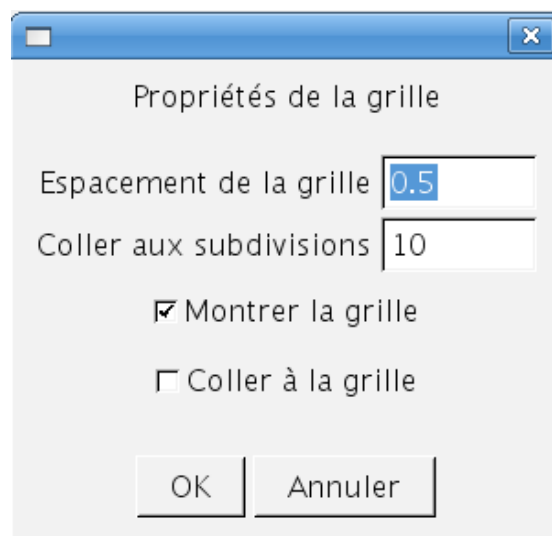 Propriétés de la grille
Espacement de la grille 0.5
Coller aux subdivisions 10
Montrer la grille
Coller à la grille
OK Annuler